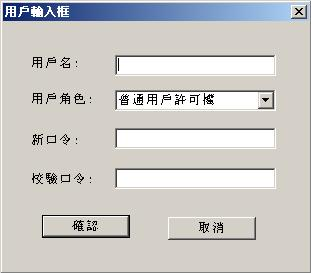 用戶輸入框
用戶名：
用戶角色： 普通用戶許可權
新口令：
校驗口令：
確認 取消